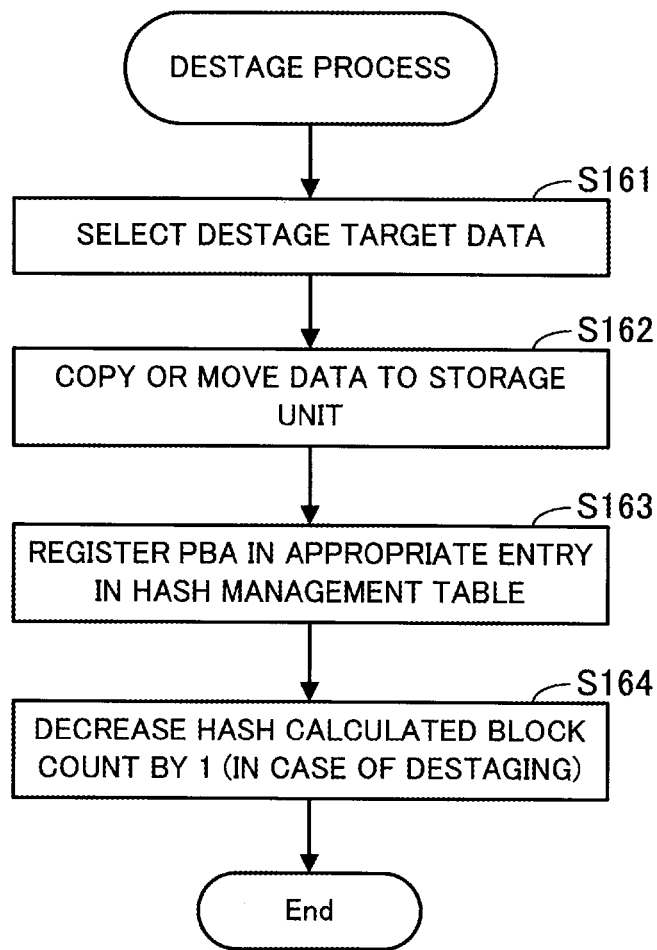 DESTAGE PROCESS
S161
SELECT DESTAGE TARGET DATA
S162
COPY OR MOVE DATA TO STORAGE
UNIT
S163
REGISTER PBA IN APPROPRIATE ENTRY
IN HASH MANAGEMENT TABLE
S164
DECREASE HASH CALCULATED BLOCK
COUNT BY 1 (IN CASE OF DESTAGING)
End